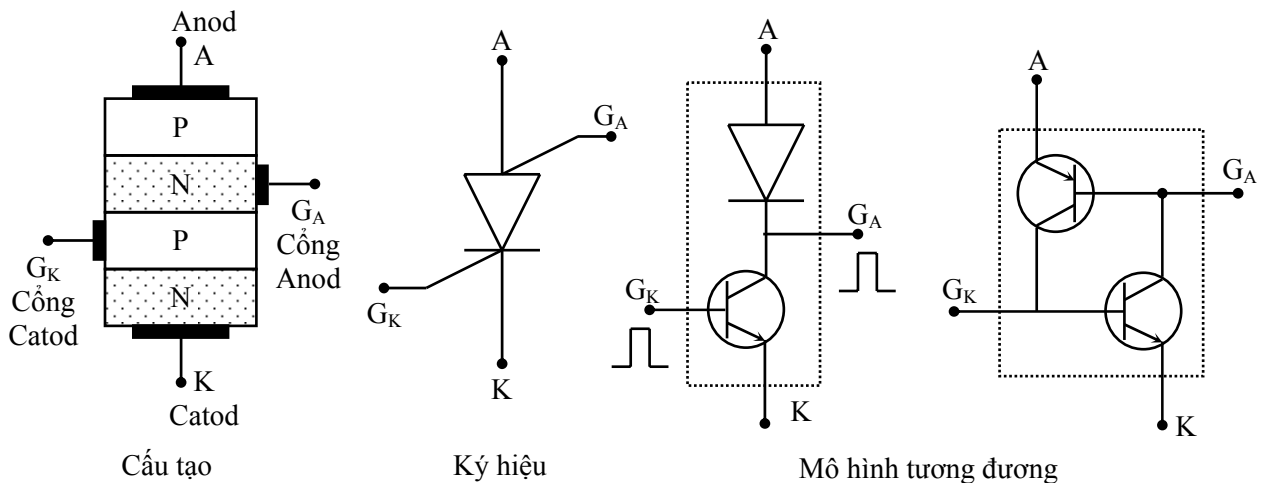 Anod
A
P
N
P
N
G_A
Cổng
Anod
G_K
Cổng
Catod
K
Catod
Cấu tạo
A
G_A
G_K
K
Ký hiệu
A
G_A
G_K
K
A
G_A
G_K
K
Mô hình tương đương